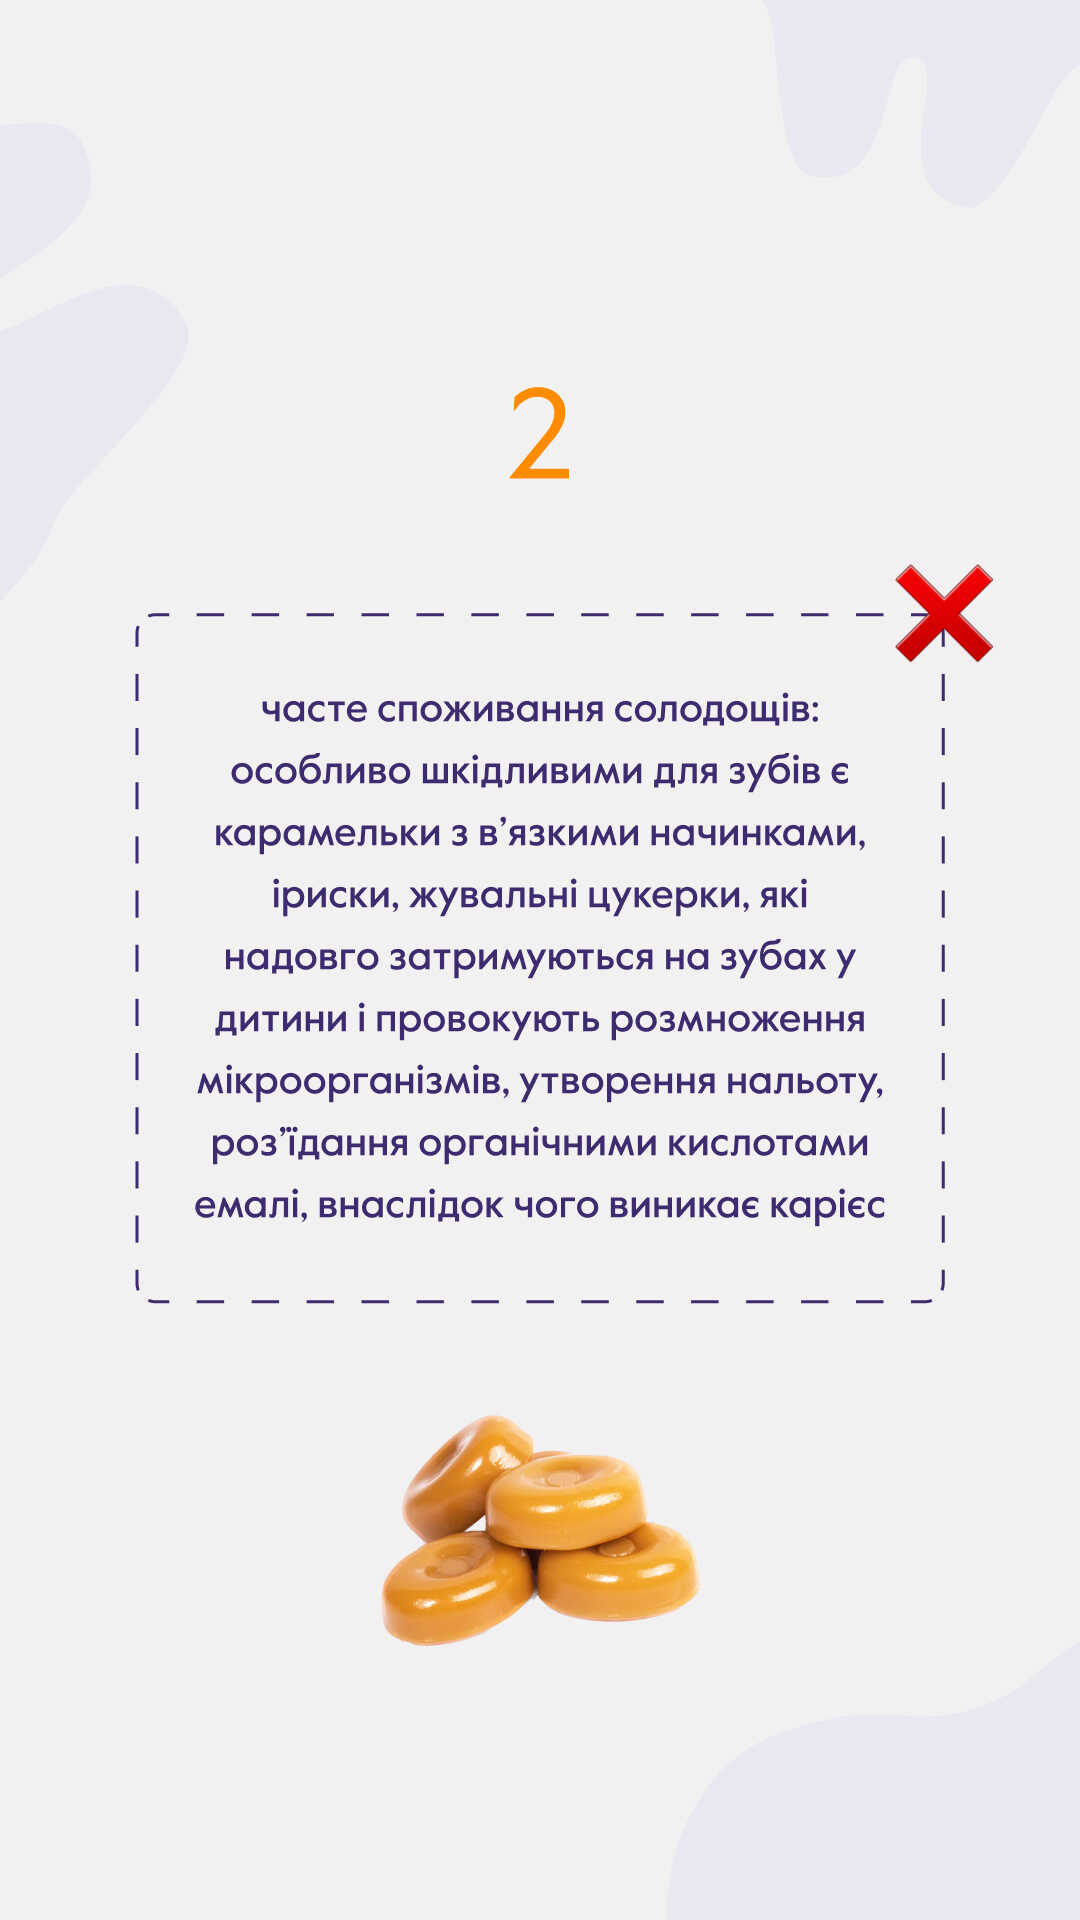 2
часте споживання солодощів:
особливо шкідливими для зубів є
карамельки з в’язкими начинками,
іриски, жувальні цукерки, які
надовго затримуються на зубах у
дитини і провокують розмноження
мікроорганізмів, утворення нальоту,
роз’їдання органічними кислотами
емалі, внаслідок чого виникає карієс